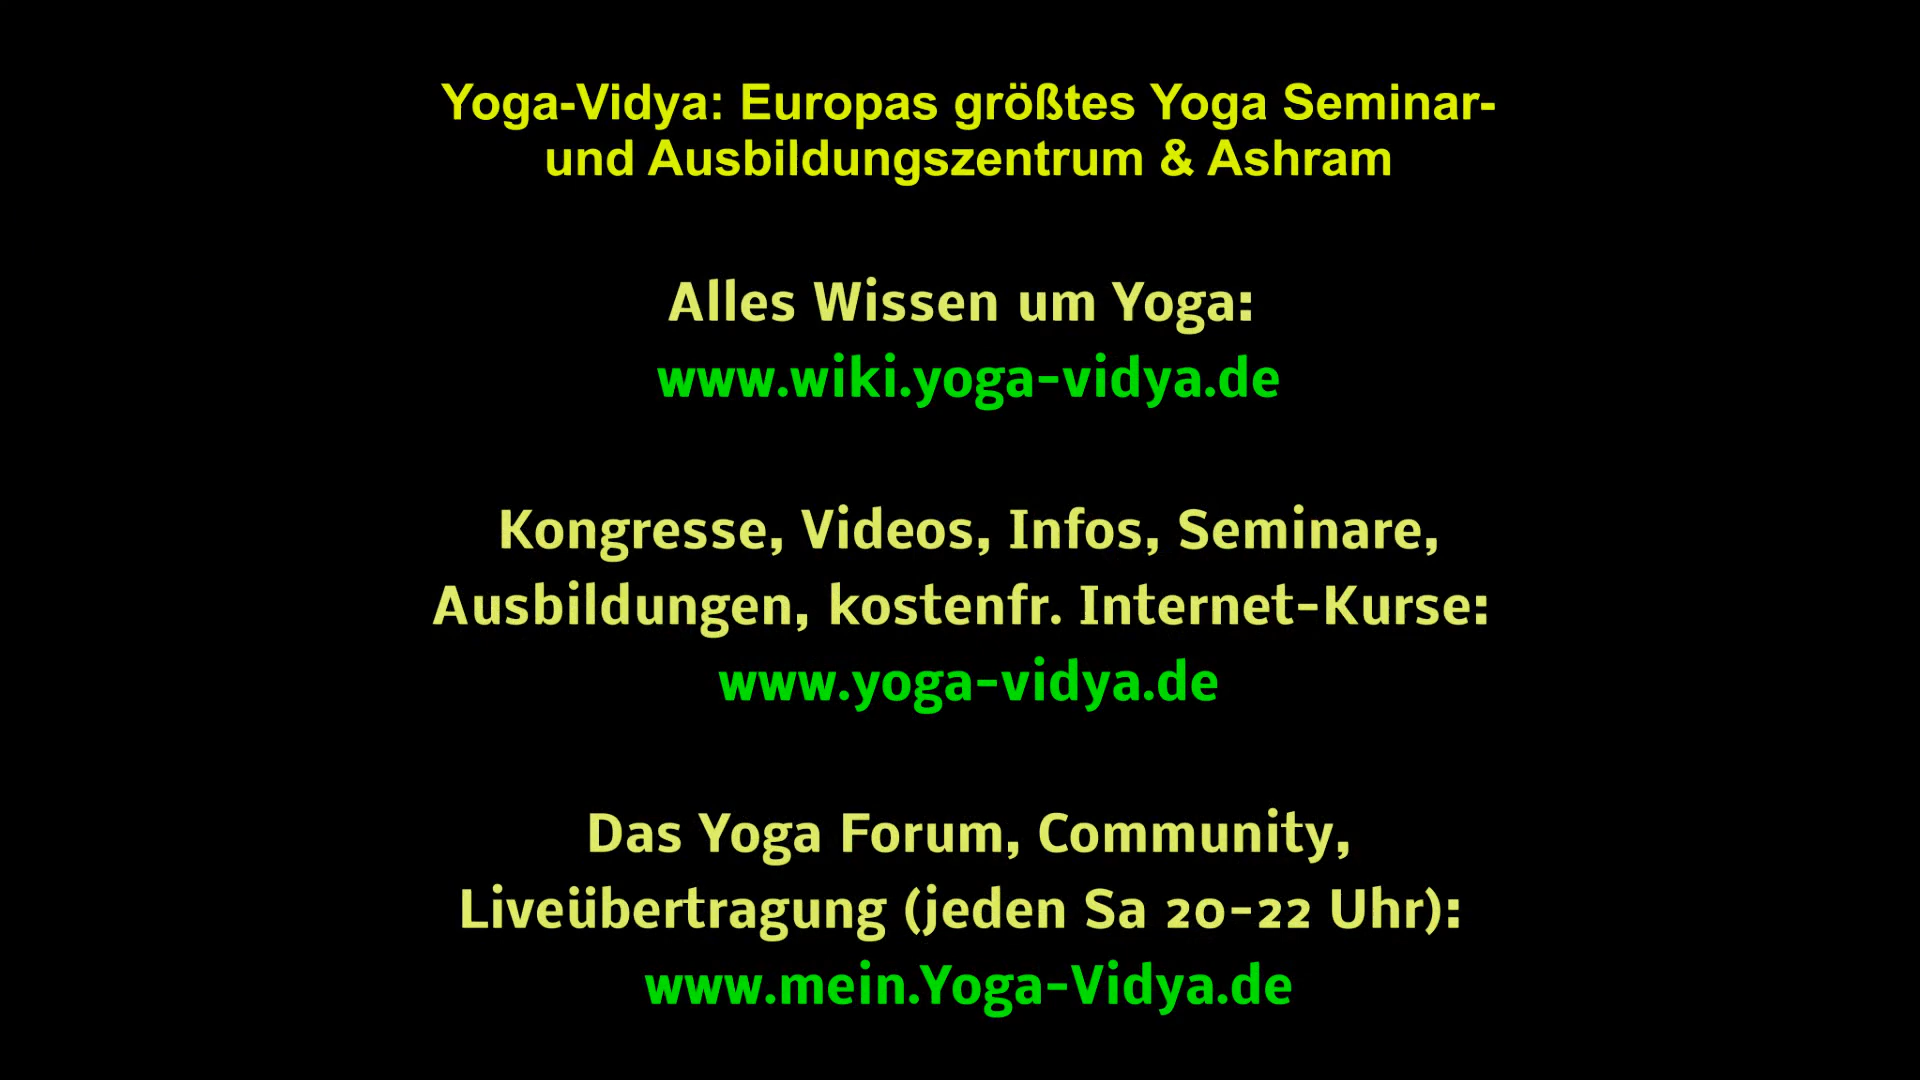 Yoga-Vidya: Europas größtes Yoga Seminar-
und Ausbildungszentrum & Ashram
Alles Wissen um Yoga:
www.wiki.yoga-vidya.de
Kongresse, Videos, Infos, Seminare,
Ausbildungen, kostenfr. Internet-Kurse:
www.yoga-vidya.de
Das Yoga Forum, Community,
Liveübertragung (jeden Sa 20-22 Uhr):
www.mein.Yoga-Vidya.de